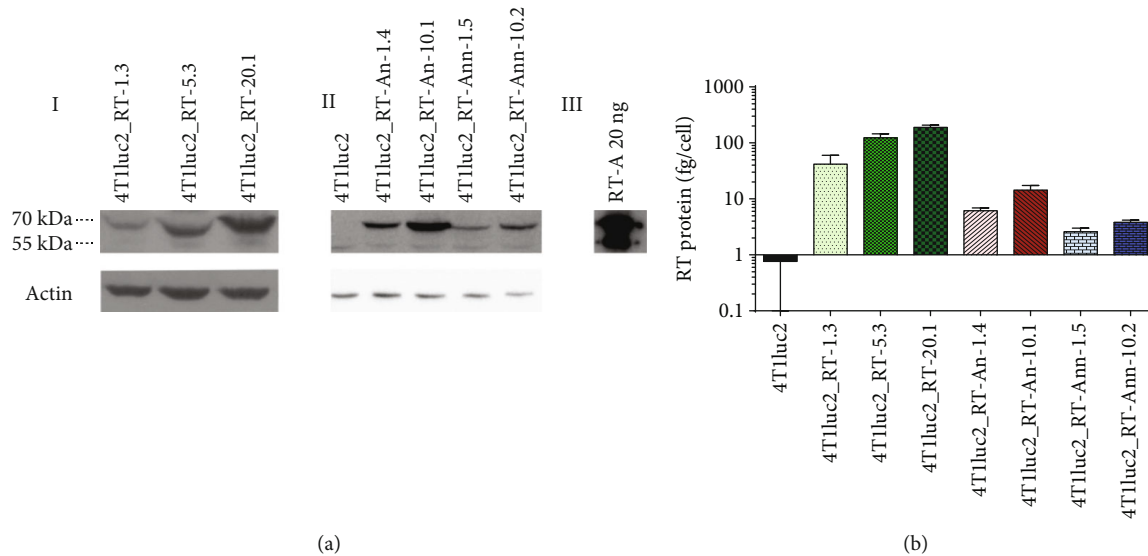 I
4T1luc2_RT-1.3
4T1luc2_RT-5.3
4T1luc2_RT-20.1
II
4T1luc2
4T1luc2_RT-An-1.4
4T1luc2_RT-An-10.1
4T1luc2_RT-Ann-1.5
4T1luc2_RT-Ann-10.2
III
RT-A 20 ng
70 kDa
55 kDa
Actin
(a)
RT protein (fg/cell)
1000
100
10
1
0.1
4T1luc2
4T1luc2_RT-1.3
4T1luc2_RT-5.3
4T1luc2_RT-20.1
4T1luc2_RT-An-1.4
4T1luc2_RT-An-10.1
4T1luc2_RT-Ann-1.5
4T1luc2_RT-Ann-10.2
(b)